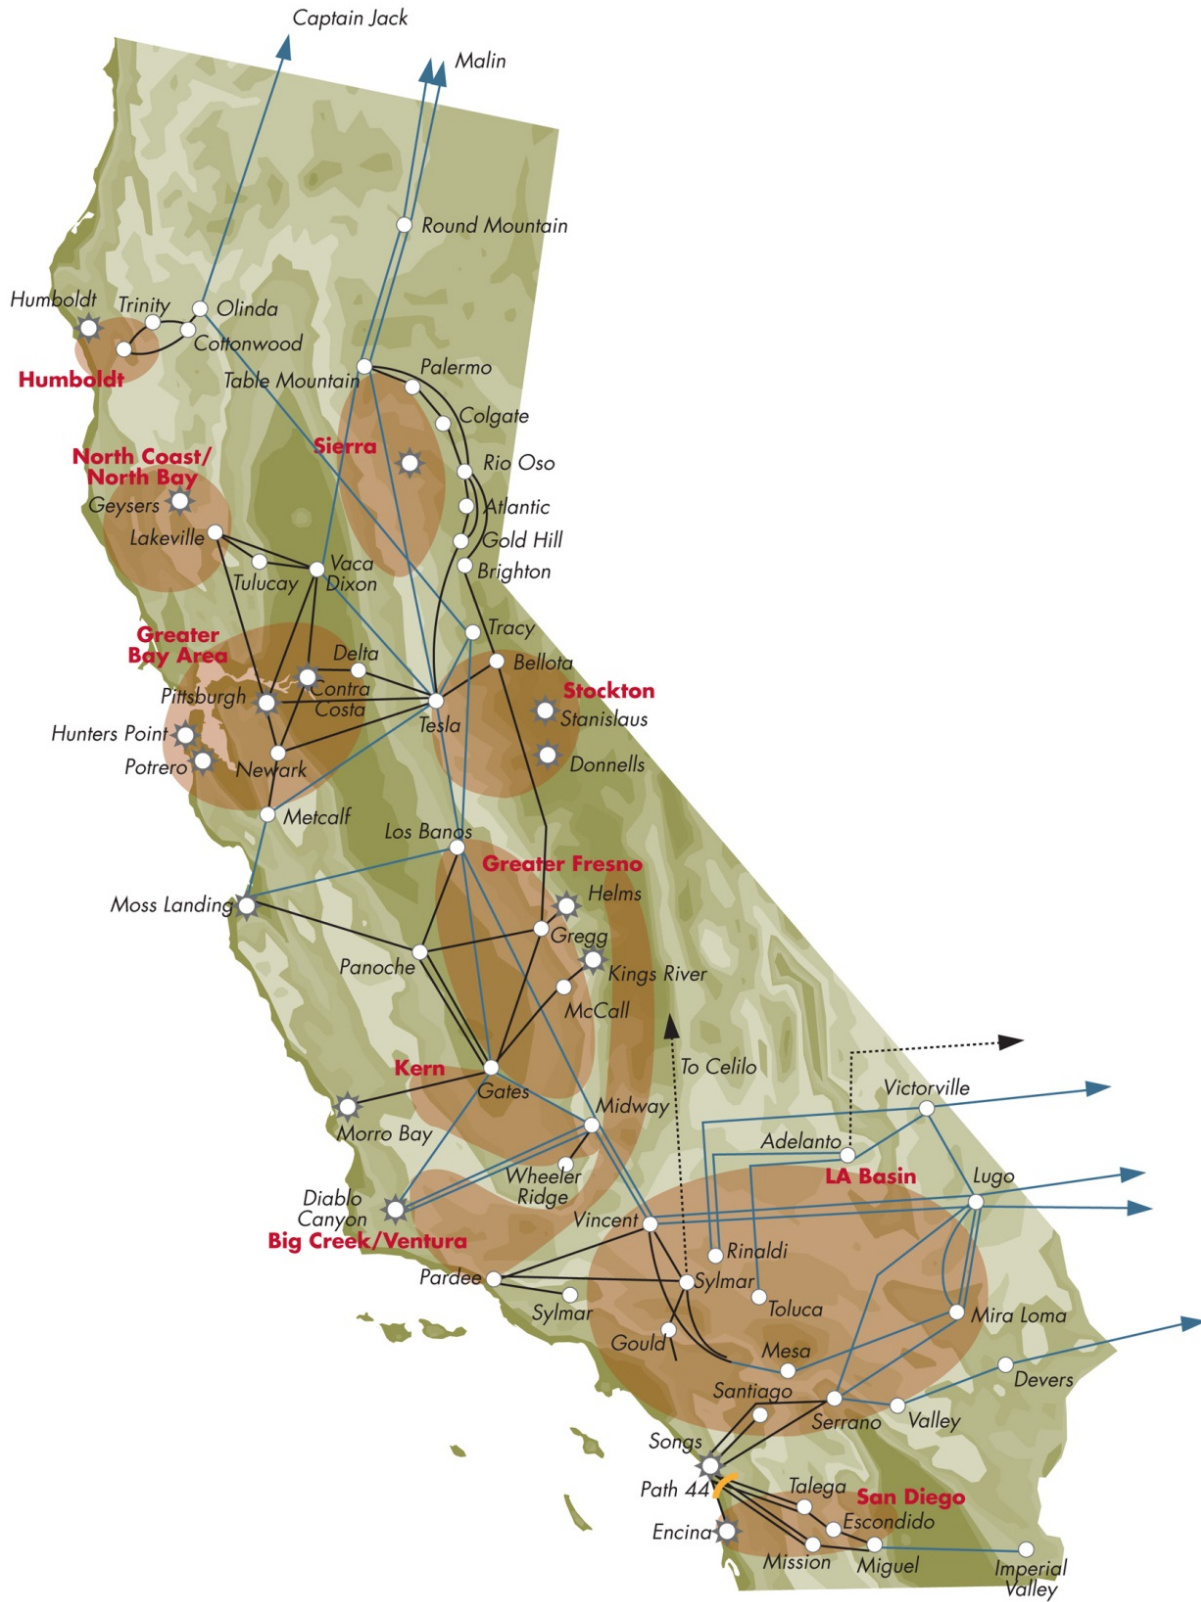 Captain Jack
Malin
Round Mountain
Humboldt
Trinity
Olinda
Cottonwood
Humboldt
Table Mountain
Palermo
Colgate
Sierra
North Coast/
North Bay
Rio Oso
Geysers
Atlantic
Lakeville
Gold Hill
Vaca
Dixon
Tulucay
Brighton
Greater
Bay Area
Tracy
Delta
Bellota
Pittsburgh
Contra
Costa
Stockton
Tesla
Stanislaus
Hunters Point
Potrero
Newark
Donnells
Metcalf
Los Banos
Greater Fresno
Helms
Moss Landing
Gregg
Panoche
Kings River
McCall
Kern
To Celilo
Gates
Victorville
Midway
Morro Bay
Adelanto
Wheeler
Ridge
LA Basin
Lugo
Diablo
Canyon
Vincent
Big Creek/Ventura
Rinaldi
Pardee
Sylmar
Sylmar
Toluca
Mira Loma
Gould
Mesa
Devers
Santiago
Serrano
Valley
Songs
Path 44
Talega
San Diego
Encina
Escondido
Mission
Miguel
Imperial
Valley